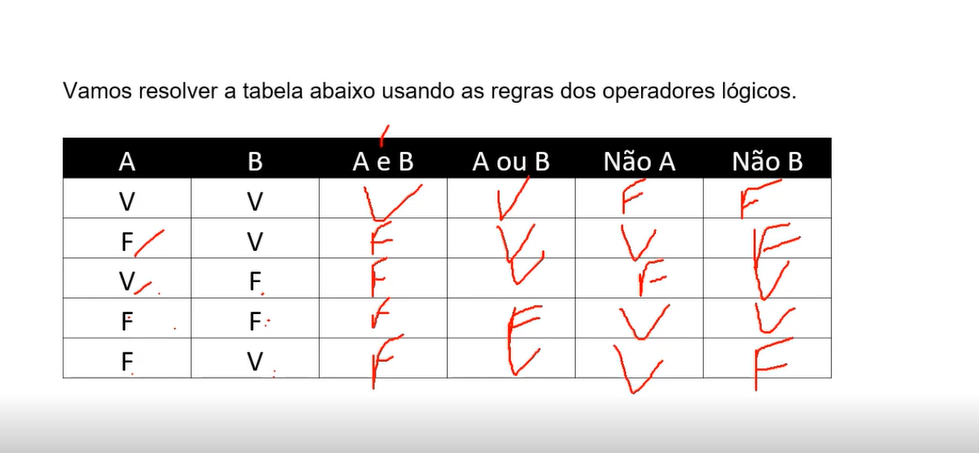 Vamos resolver a tabela abaixo usando as regras dos operadores lógicos.
A B A e B A ou B Não A Não B
V V V V F F
F V F V V F
V F F V F V
F F F F V V
F V F V V F